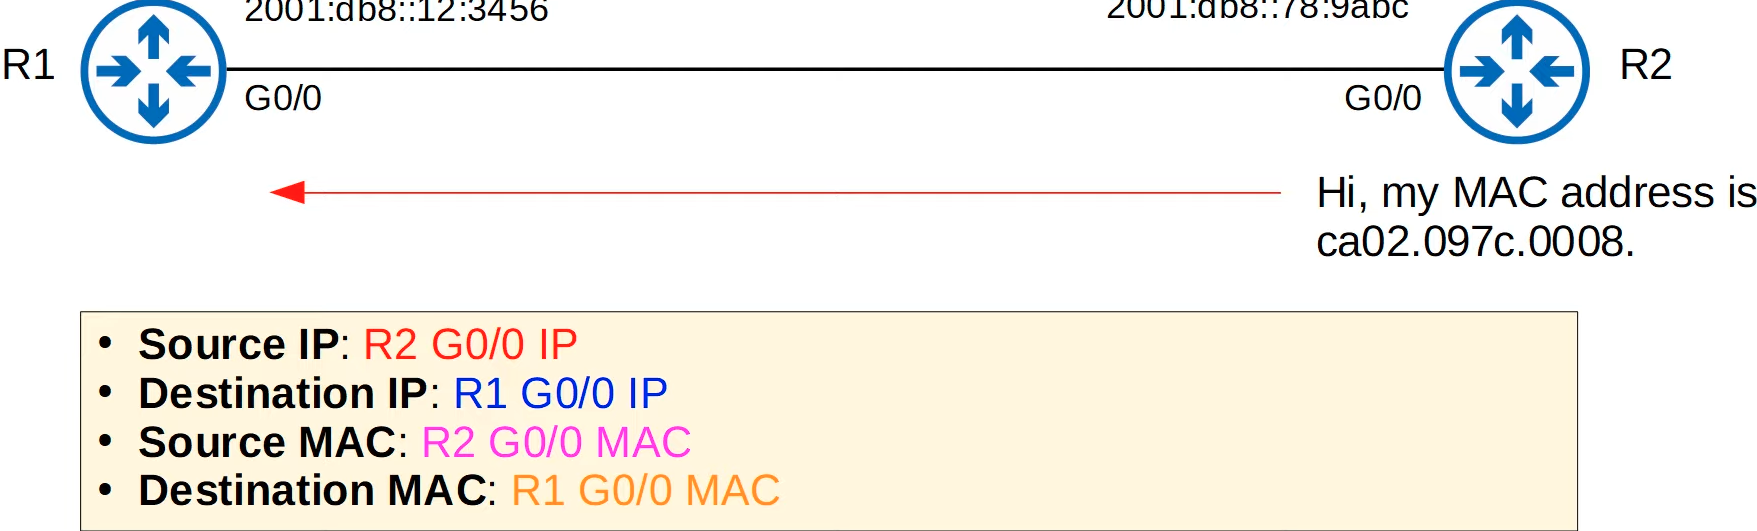 2001:db8::12:3456
2001:db8::78:9abc
R1
R2
G0/0
G0/0
Hi, my MAC address is
ca02.097c.0008.
• Source IP: R2 G0/0 IP
• Destination IP: R1 G0/0 IP
• Source MAC: R2 G0/0 MAC
• Destination MAC: R1 G0/0 MAC